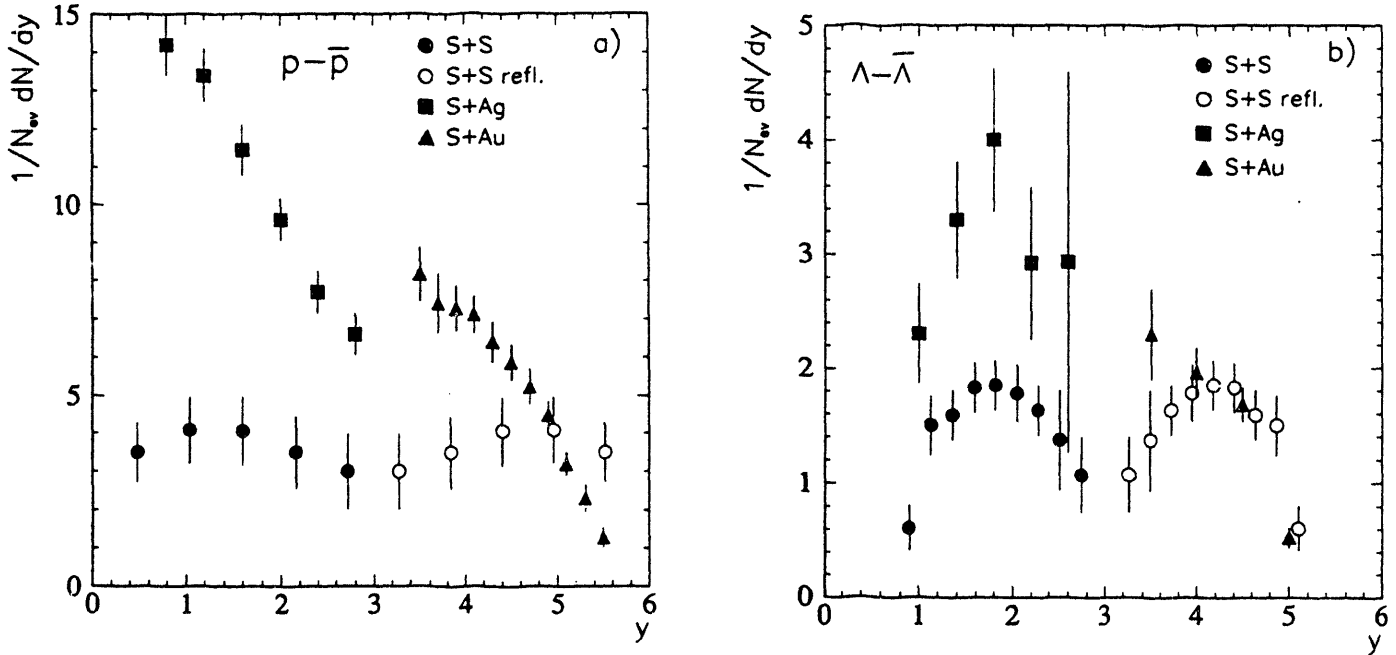 15
10
5
0
0 1 2 3 4 5 6
1/N_ev dN/dy
y
p–p̅
a)
S+S
S+S refl.
S+Ag
S+Au
5
4
3
2
1
0
0 1 2 3 4 5 6
1/N_ev dN/dy
y
Λ–Λ̅
b)
S+S
S+S refl.
S+Ag
S+Au